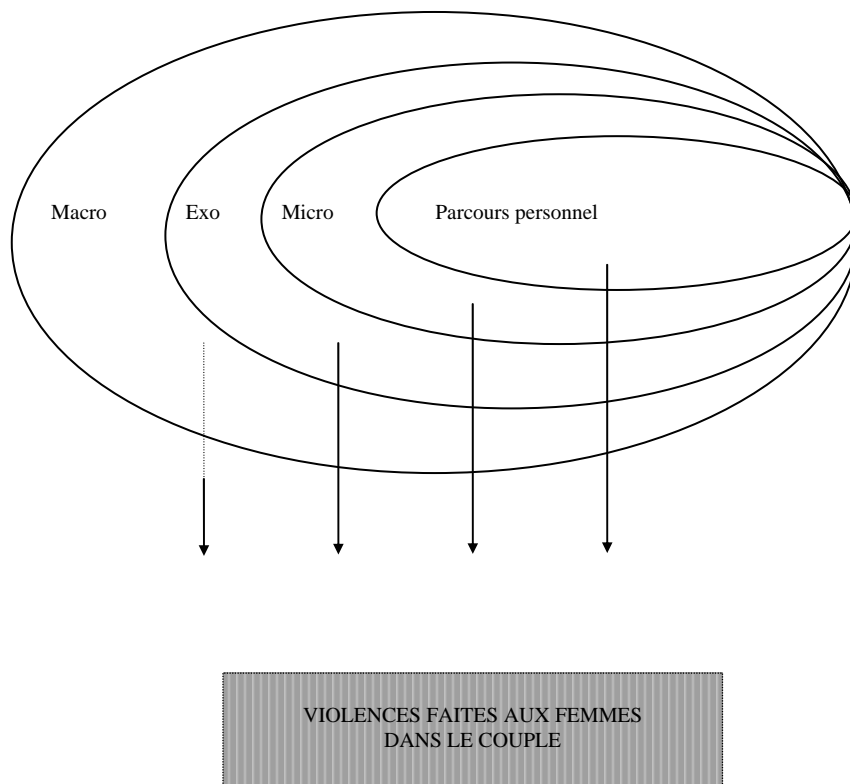 Macro Exo Micro Parcours personnel
VIOLENCES FAITES AUX FEMMES
DANS LE COUPLE